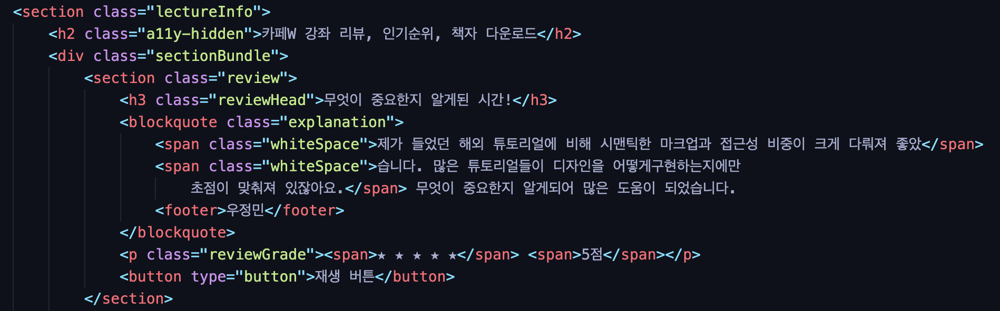 <section class="lectureInfo">
<h2 class="a11y-hidden">카페W 강좌 리뷰, 인기순위, 책자 다운로드</h2>
<div class="sectionBundle">
<section class="review">
<h3 class="reviewHead">무엇이 중요한지 알게된 시간!</h3>
<blockquote class="explanation">
<span class="whiteSpace">제가 들었던 해외 튜토리얼에 비해 시맨틱한 마크업과 접근성 비중이 크게 다뤄져 좋았</span>
<span class="whiteSpace">습니다. 많은 튜토리얼들이 디자인을 어떻게구현하는지에만
초점이 맞춰져 있잖아요.</span> 무엇이 중요한지 알게되어 많은 도움이 되었습니다.
<footer>우정민</footer>
</blockquote>
<p class="reviewGrade"><span>★ ★ ★ ★ ★</span> <span>5점</span></p>
<button type="button">재생 버튼</button>
</section>